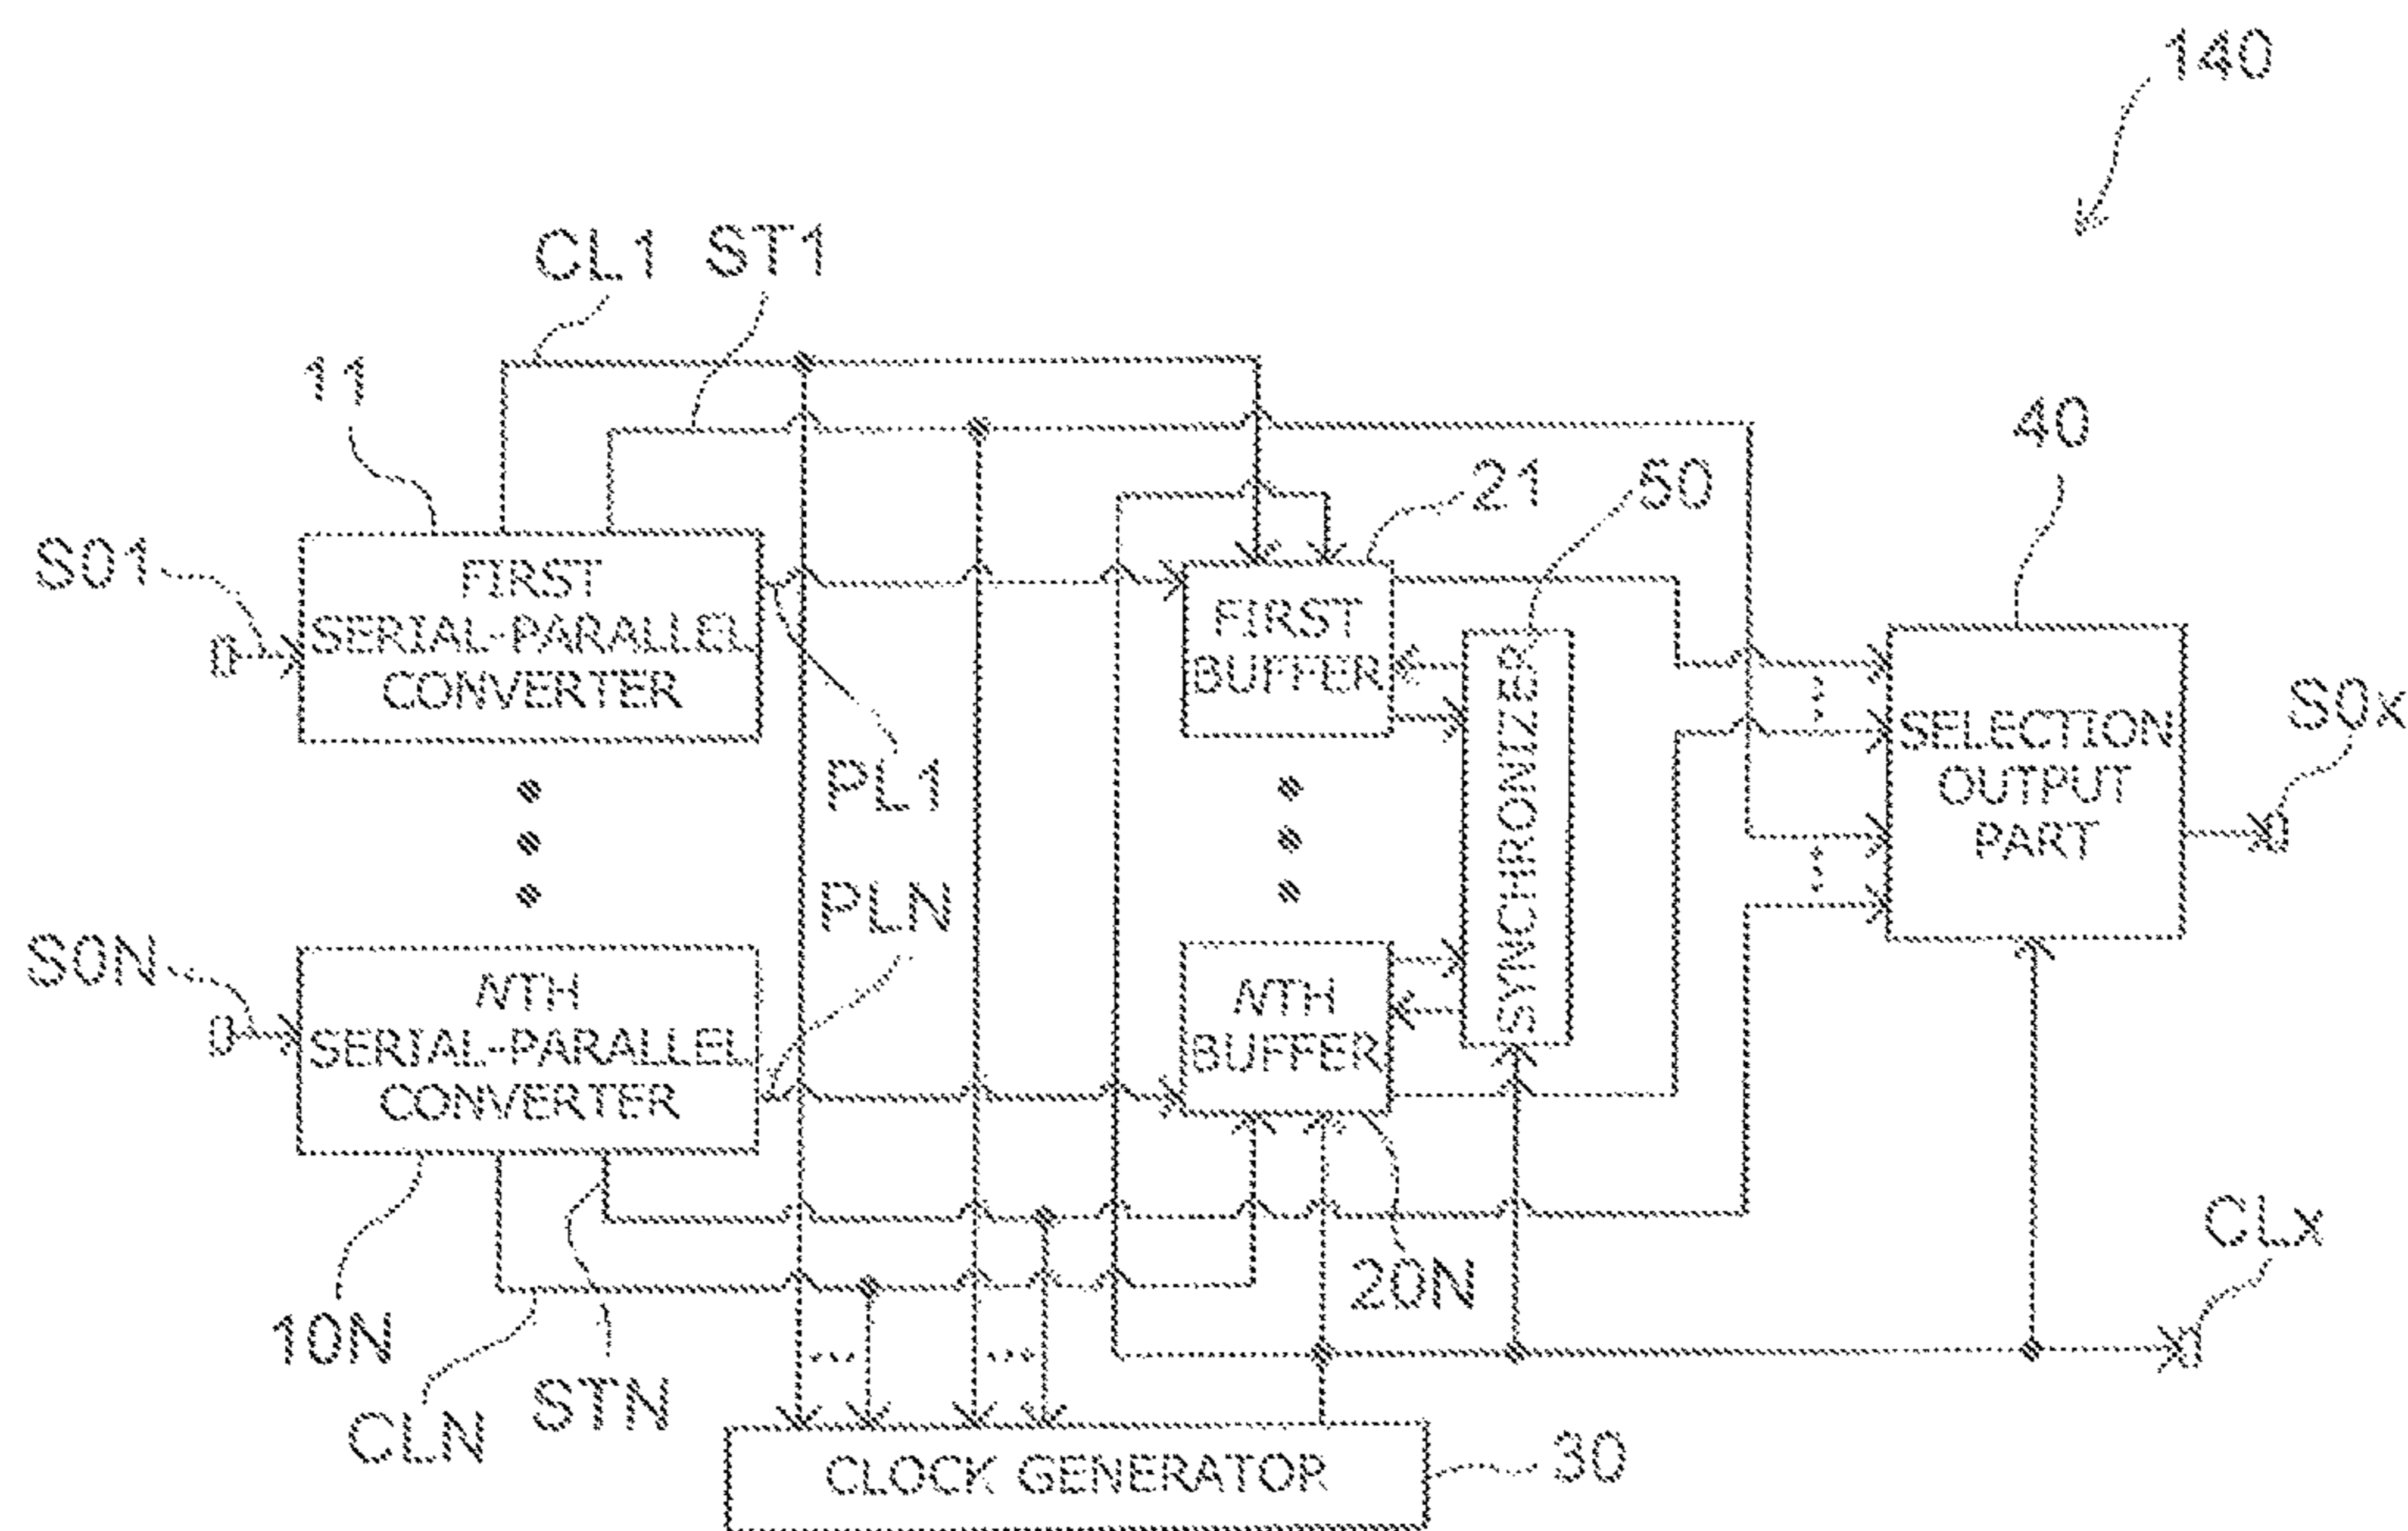 140
CL1 ST1
11
40
21
50
S01
FIRST
SERIAL-PARALLEL
CONVERTER
FIRST
BUFFER
SYNCHRONIZER
S0x
SELECTION
OUTPUT
PART
PL1
PLN
S0N
NTH
SERIAL-PARALLEL
CONVERTER
NTH
BUFFER
CLx
20N
10N
STN
CLN
CLOCK GENERATOR
30